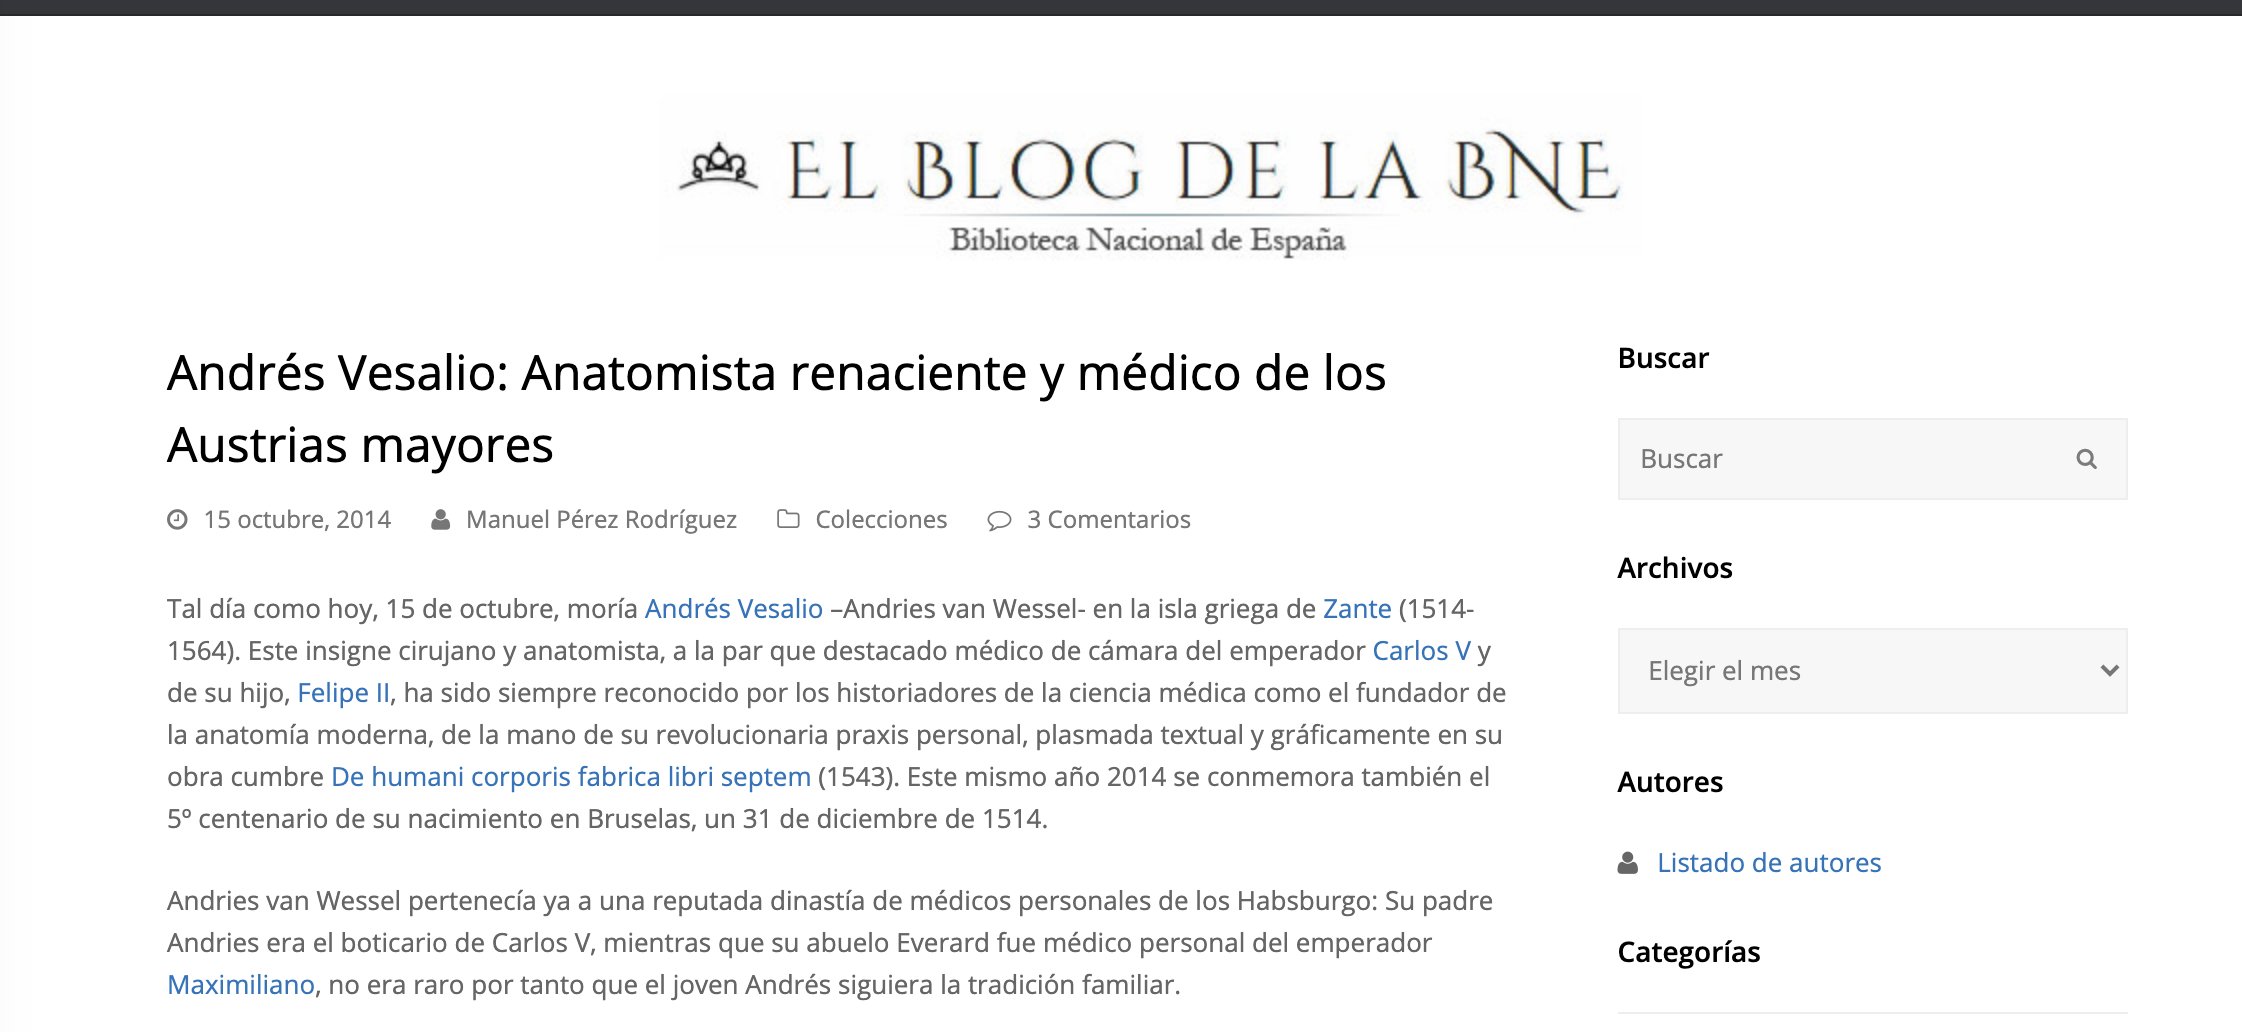 EL BLOG DE LA BNE
Biblioteca Nacional de España
Andrés Vesalio: Anatomista renaciente y médico de los
Austrias mayores
15 octubre, 2014 Manuel Pérez Rodríguez Colecciones 3 Comentarios
Tal día como hoy, 15 de octubre, moría Andrés Vesalio –Andries van Wessel- en la isla griega de Zante (1514-
1564). Este insigne cirujano y anatomista, a la par que destacado médico de cámara del emperador Carlos V y
de su hijo, Felipe II, ha sido siempre reconocido por los historiadores de la ciencia médica como el fundador de
la anatomía moderna, de la mano de su revolucionaria praxis personal, plasmada textual y gráficamente en su
obra cumbre De humani corporis fabrica libri septem (1543). Este mismo año 2014 se conmemora también el
5º centenario de su nacimiento en Bruselas, un 31 de diciembre de 1514.
Andries van Wessel pertenecía ya a una reputada dinastía de médicos personales de los Habsburgo: Su padre
Andries era el boticario de Carlos V, mientras que su abuelo Everard fue médico personal del emperador
Maximiliano, no era raro por tanto que el joven Andrés siguiera la tradición familiar.
Buscar
Buscar
Archivos
Elegir el mes
Autores
Listado de autores
Categorías